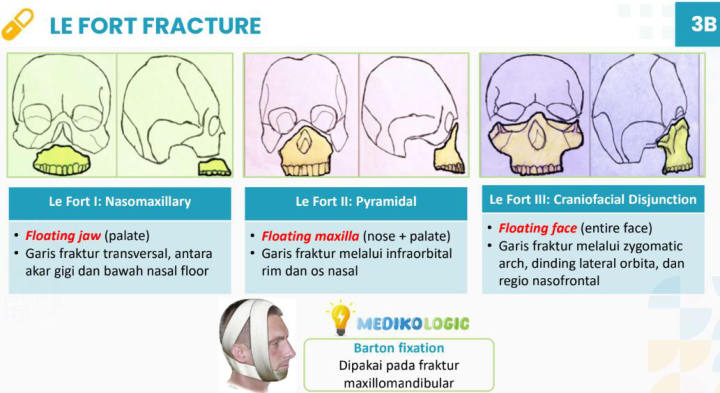 LE FORT FRACTURE
3B
Le Fort I: Nasomaxillary
• Floating jaw (palate)
• Garis fraktur transversal, antara
akar gigi dan bawah nasal floor
Le Fort II: Pyramidal
• Floating maxilla (nose + palate)
• Garis fraktur melalui infraorbital
rim dan os nasal
Le Fort III: Craniofacial Disjunction
• Floating face (entire face)
• Garis fraktur melalui zygomatic
arch, dinding lateral orbita, dan
regio nasofrontal
MEDIKOLOGIC
Barton fixation
Dipakai pada fraktur
maxillomandibular